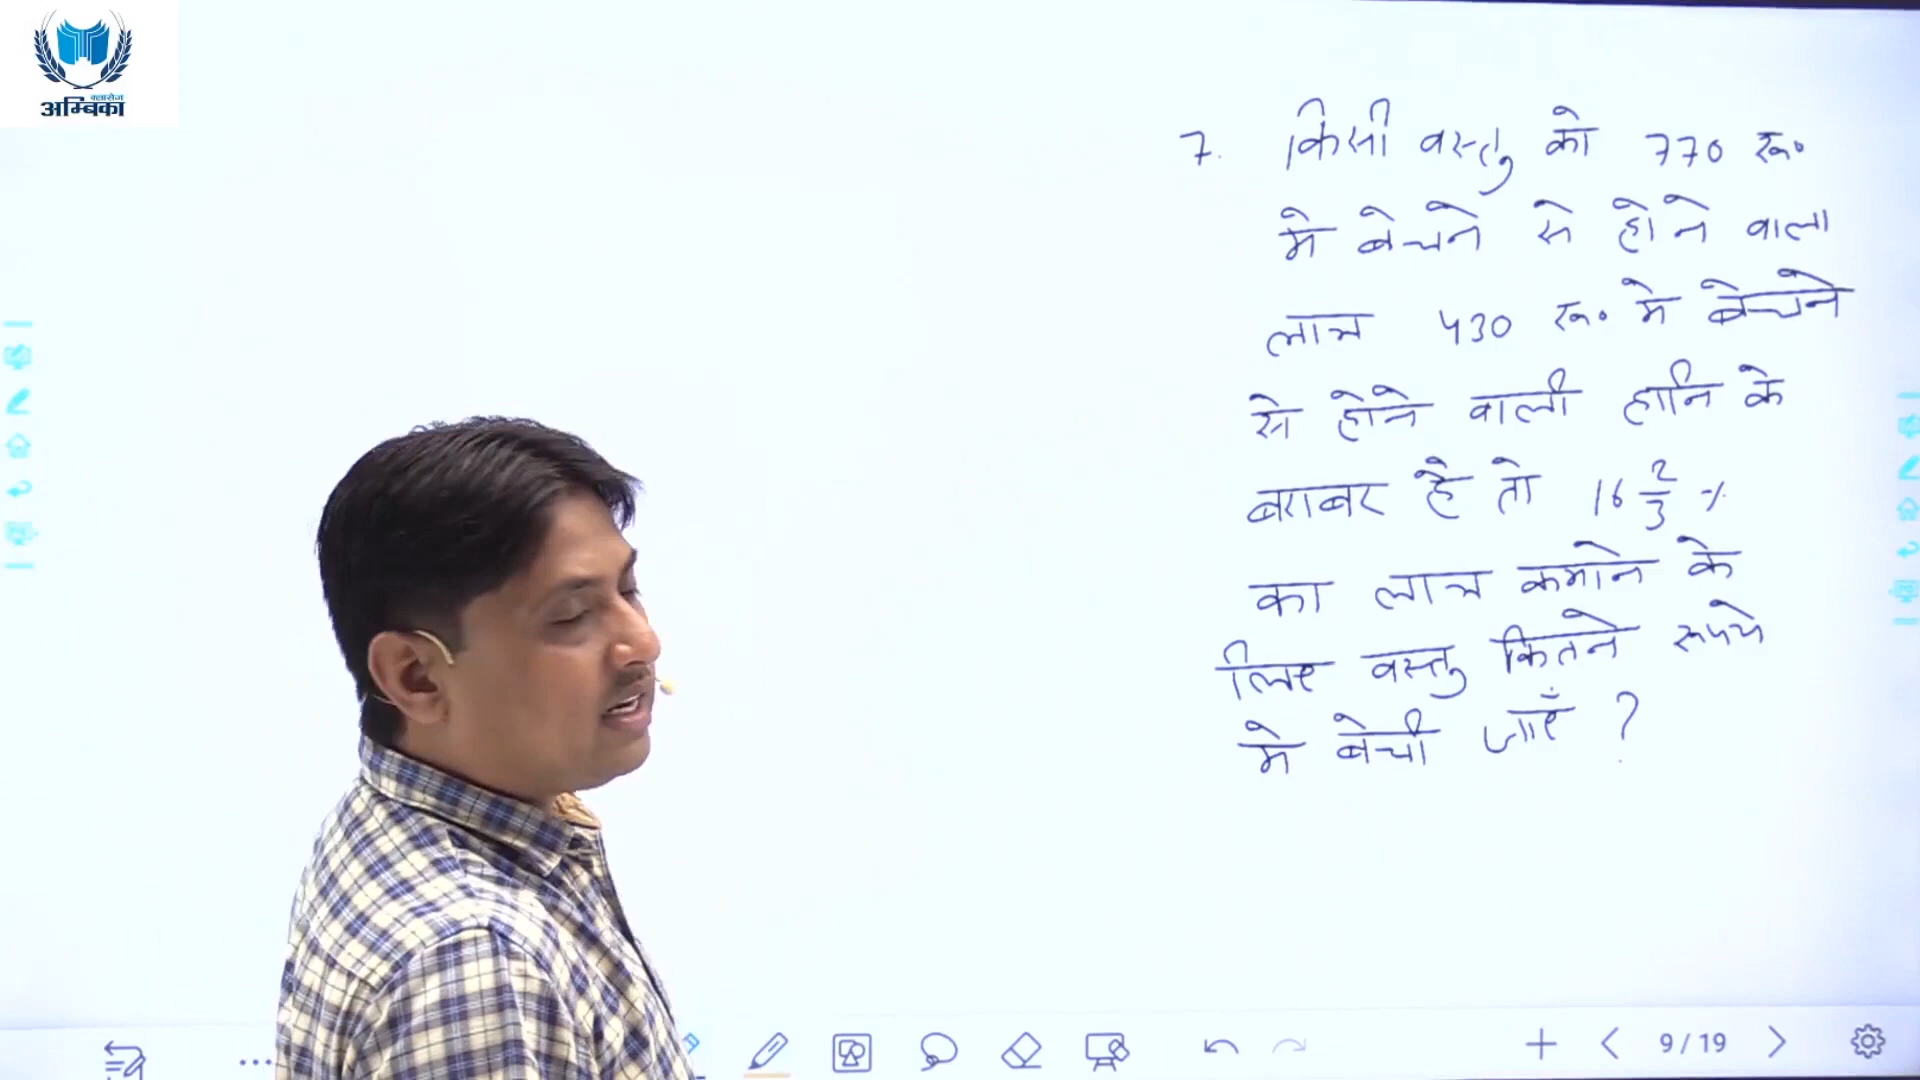 क्लासेज
अम्बिका
7. किसी वस्तु को 770 रू०
मे बेचने से होने वाला
लाभ 430 रू० मे बेचने
से होने वाली हानि के
बराबर है तो 16 2/3 %
का लाभ कमाने के
लिए वस्तु कितने रूपये
मे बेची जाएँ ?
9/19